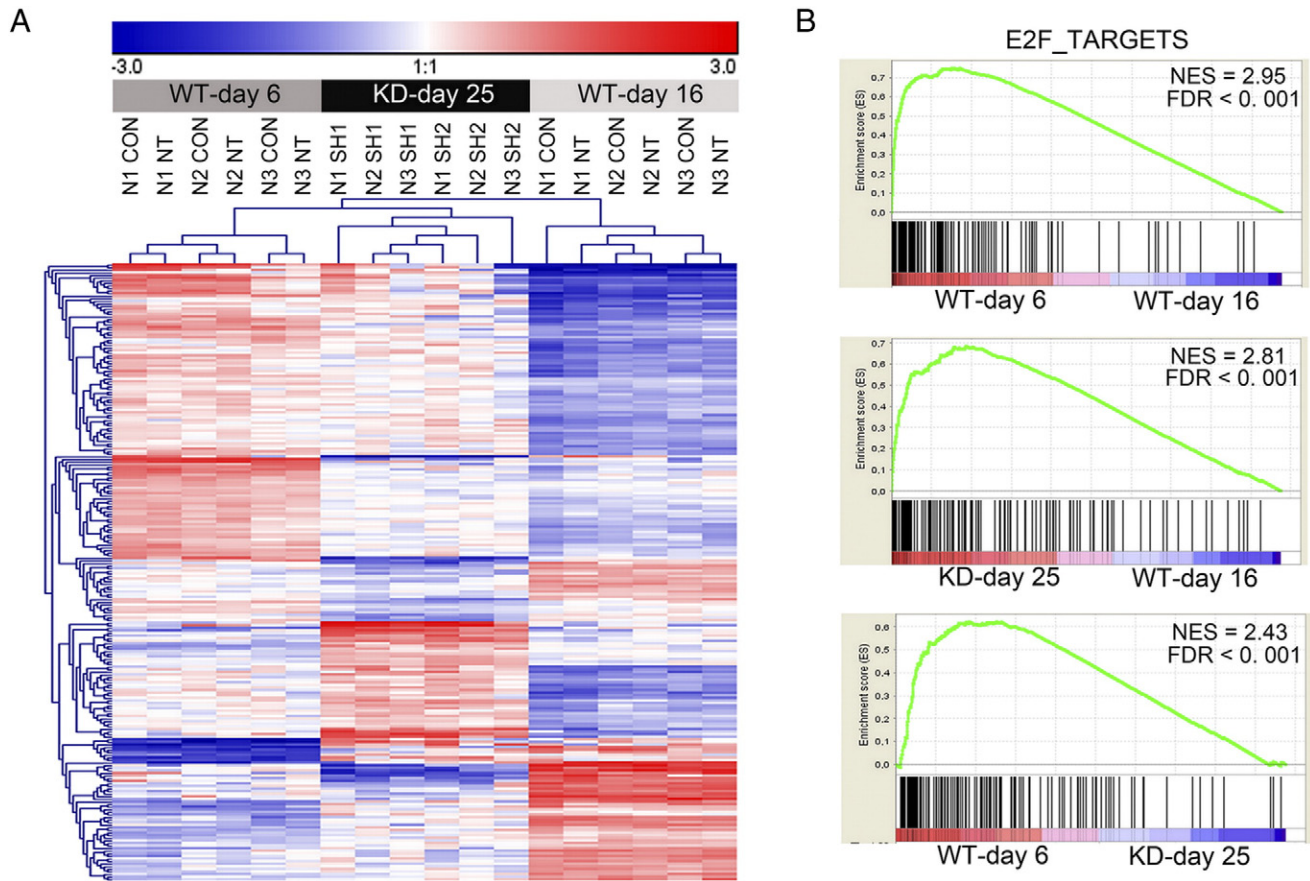 A
-3.0 1:1 3.0
WT-day 6 KD-day 25 WT-day 16
N1 CON
N1 NT
N2 CON
N2 NT
N3 CON
N3 NT
N1 SH1
N2 SH1
N3 SH1
N1 SH2
N2 SH2
N3 SH2
N1 CON
N1 NT
N2 CON
N2 NT
N3 CON
N3 NT
B
E2F_TARGETS
NES = 2.95
FDR < 0. 001
Enrichment score (ES)
0,7
0,6
0,5
0,4
0,3
0,2
0,1
0,0
WT-day 6 WT-day 16
NES = 2.81
FDR < 0. 001
Enrichment score (ES)
0,7
0,6
0,5
0,4
0,3
0,2
0,1
0,0
KD-day 25 WT-day 16
NES = 2.43
FDR < 0. 001
Enrichment score (ES)
0,6
0,5
0,4
0,3
0,2
0,1
0,0
WT-day 6 KD-day 25